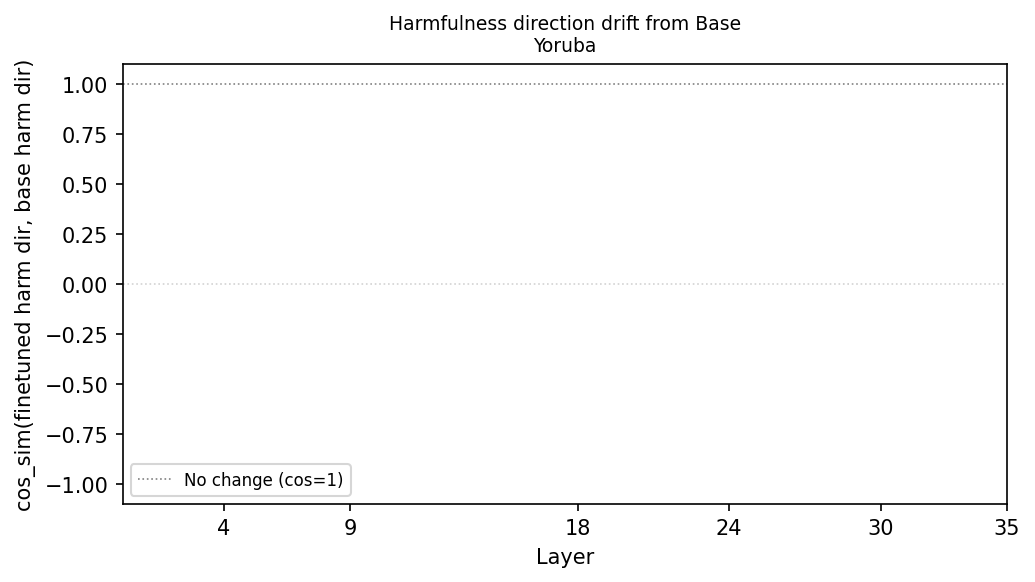 Harmfulness direction drift from Base
Yoruba
cos_sim(finetuned harm dir, base harm dir)
1.00
0.75
0.50
0.25
0.00
−0.25
−0.50
−0.75
−1.00
No change (cos=1)
4 9 18 24 30 35
Layer